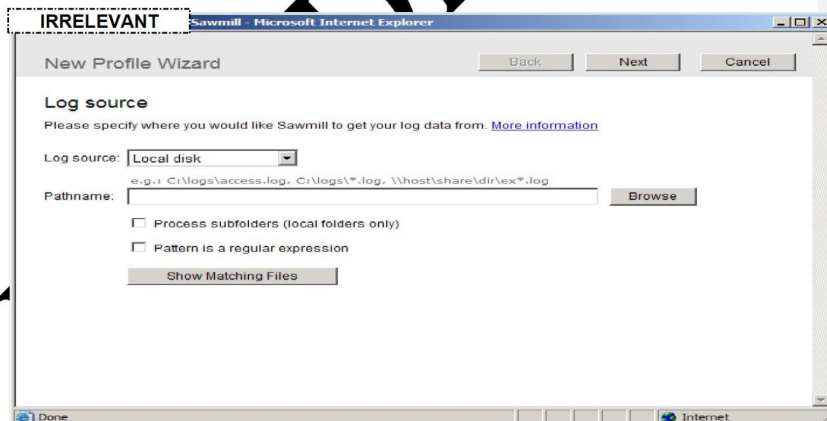 IRRELEVANT
Sawmill - Microsoft Internet Explorer
New Profile Wizard
Back Next Cancel
Log source
Please specify where you would like Sawmill to get your log data from. More information
Log source: Local disk
e.g.: C:\logs\access.log, C:\logs\*.log, \\host\share\dir\ex*.log
Pathname: Browse
Process subfolders (local folders only)
Pattern is a regular expression
Show Matching Files
Done Internet